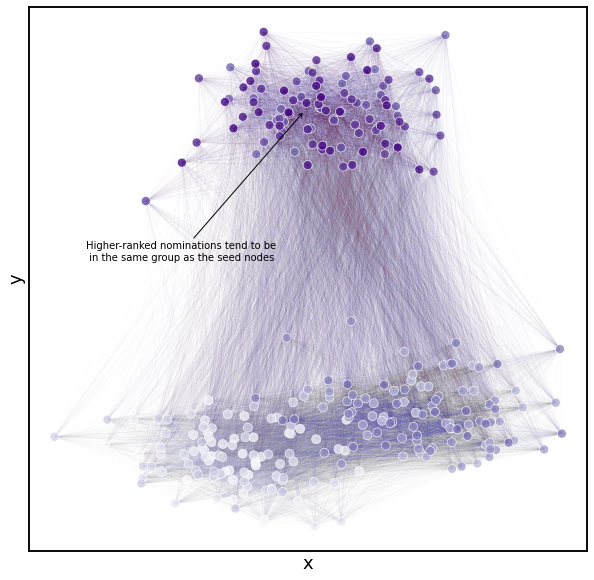 Higher-ranked nominations tend to be
in the same group as the seed nodes
y
x